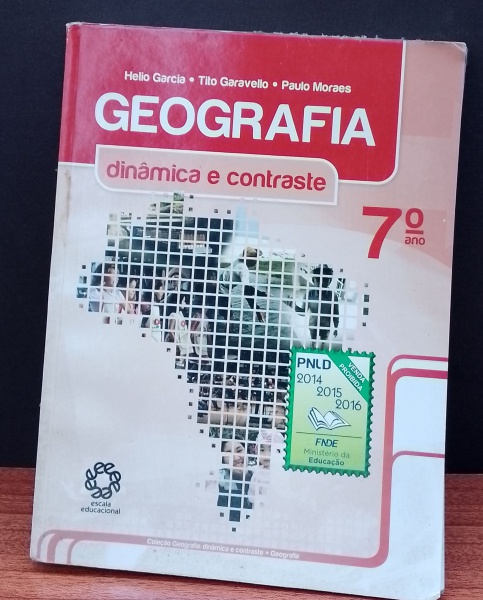 Helio Garcia • Tito Garavello • Paulo Moraes
GEOGRAFIA
dinâmica e contraste
7º
ano
PNLD
VENDA
PROIBIDA
2014
2015
2016
FNDE
Ministério da
Educação
escala
educacional
Coleção Geografia dinâmica e contraste • Geografia